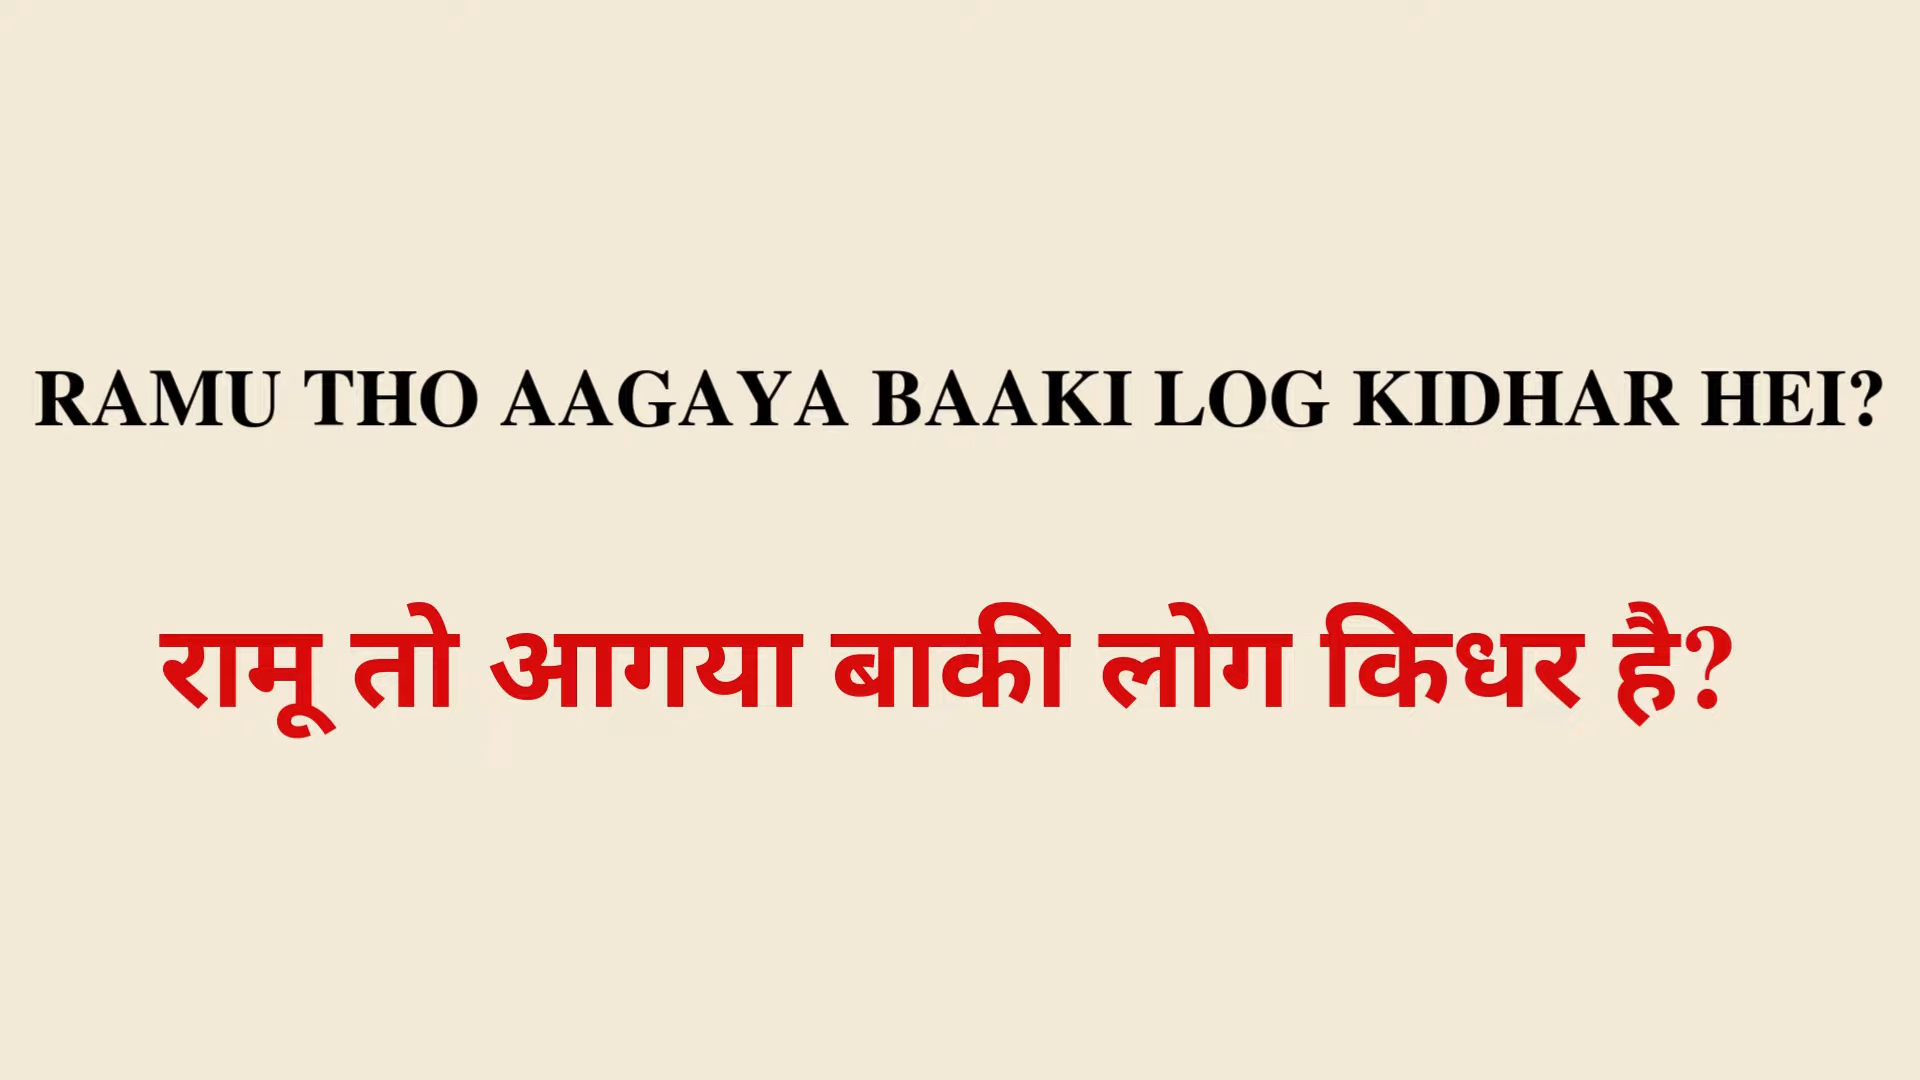 RAMU THO AAGAYA BAAKI LOG KIDHAR HEI?
रामू तो आगया बाकी लोग किधर है?